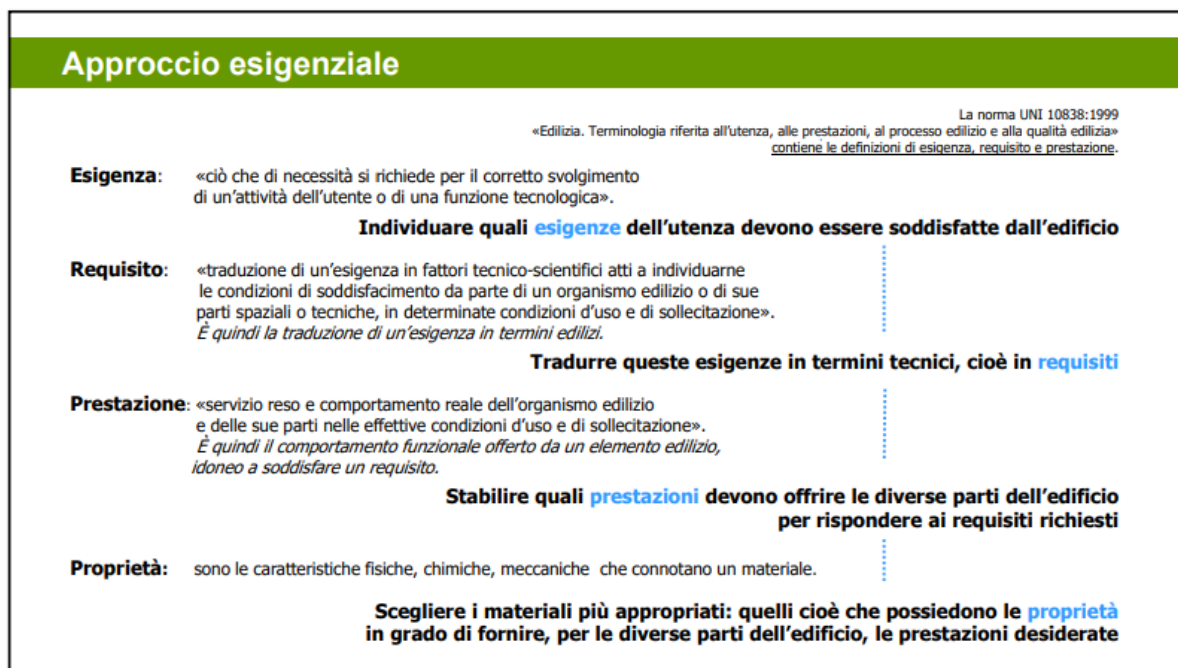 Approccio esigenziale
La norma UNI 10838:1999
«Edilizia. Terminologia riferita all'utenza, alle prestazioni, al processo edilizio e alla qualità edilizia»
contiene le definizioni di esigenza, requisito e prestazione.
Esigenza: «ciò che di necessità si richiede per il corretto svolgimento
di un'attività dell'utente o di una funzione tecnologica».
Individuare quali esigenze dell'utenza devono essere soddisfatte dall'edificio
Requisito: «traduzione di un'esigenza in fattori tecnico-scientifici atti a individuarne
le condizioni di soddisfacimento da parte di un organismo edilizio o di sue
parti spaziali o tecniche, in determinate condizioni d'uso e di sollecitazione».
È quindi la traduzione di un'esigenza in termini edilizi.
Tradurre queste esigenze in termini tecnici, cioè in requisiti
Prestazione: «servizio reso e comportamento reale dell'organismo edilizio
e delle sue parti nelle effettive condizioni d'uso e di sollecitazione».
È quindi il comportamento funzionale offerto da un elemento edilizio,
idoneo a soddisfare un requisito.
Stabilire quali prestazioni devono offrire le diverse parti dell'edificio
per rispondere ai requisiti richiesti
Proprietà: sono le caratteristiche fisiche, chimiche, meccaniche che connotano un materiale.
Scegliere i materiali più appropriati: quelli cioè che possiedono le proprietà
in grado di fornire, per le diverse parti dell'edificio, le prestazioni desiderate